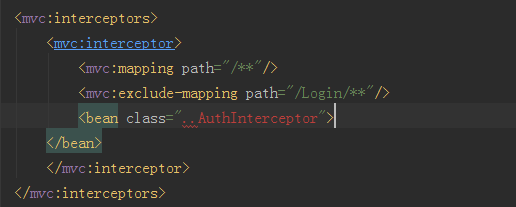 <mvc:interceptors>
<mvc:interceptor>
<mvc:mapping path="/**"/>
<mvc:exclude-mapping path="/Login/**"/>
<bean class="..AuthInterceptor">
</bean>
</mvc:interceptor>
</mvc:interceptors>